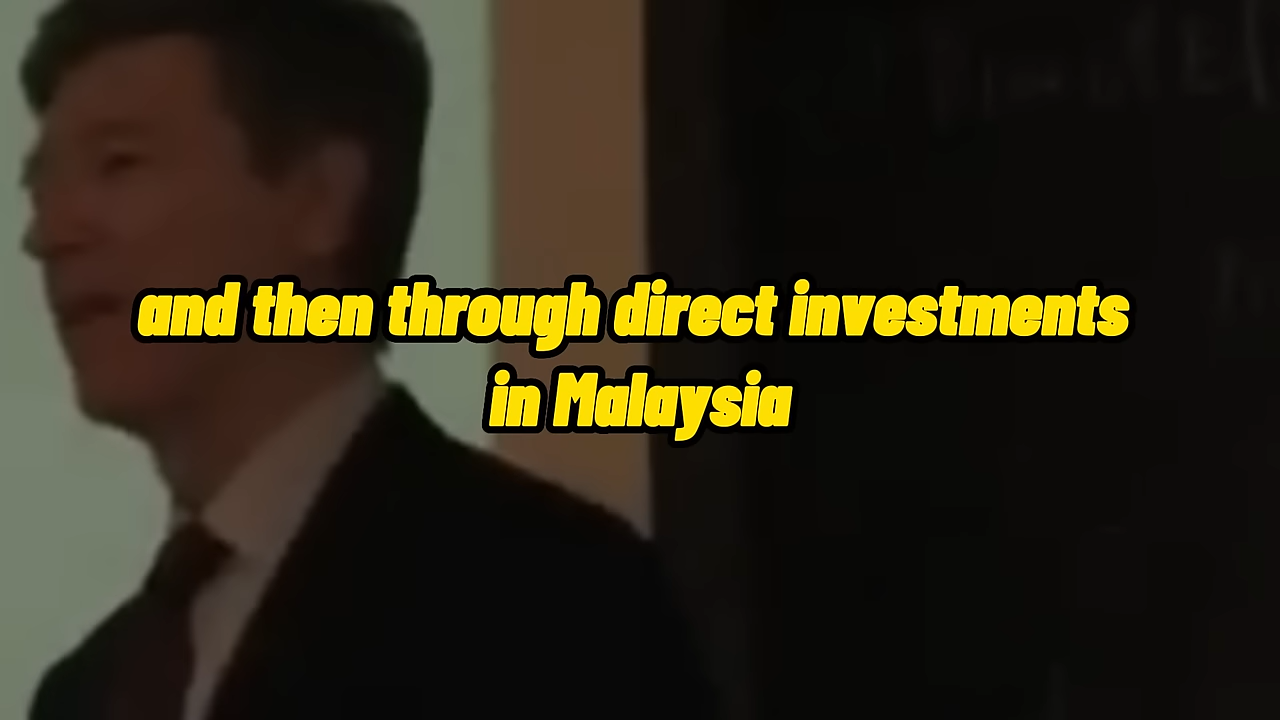 and then through direct investments
in Malaysia